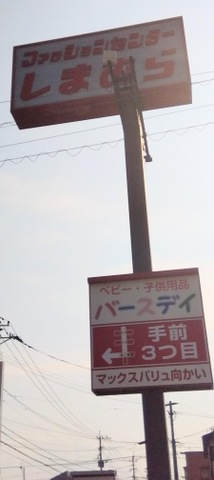 ファッションセンター
しまむら
ベビー・子供用品
バースデイ
手前
3つ目
マックスバリュ向かい